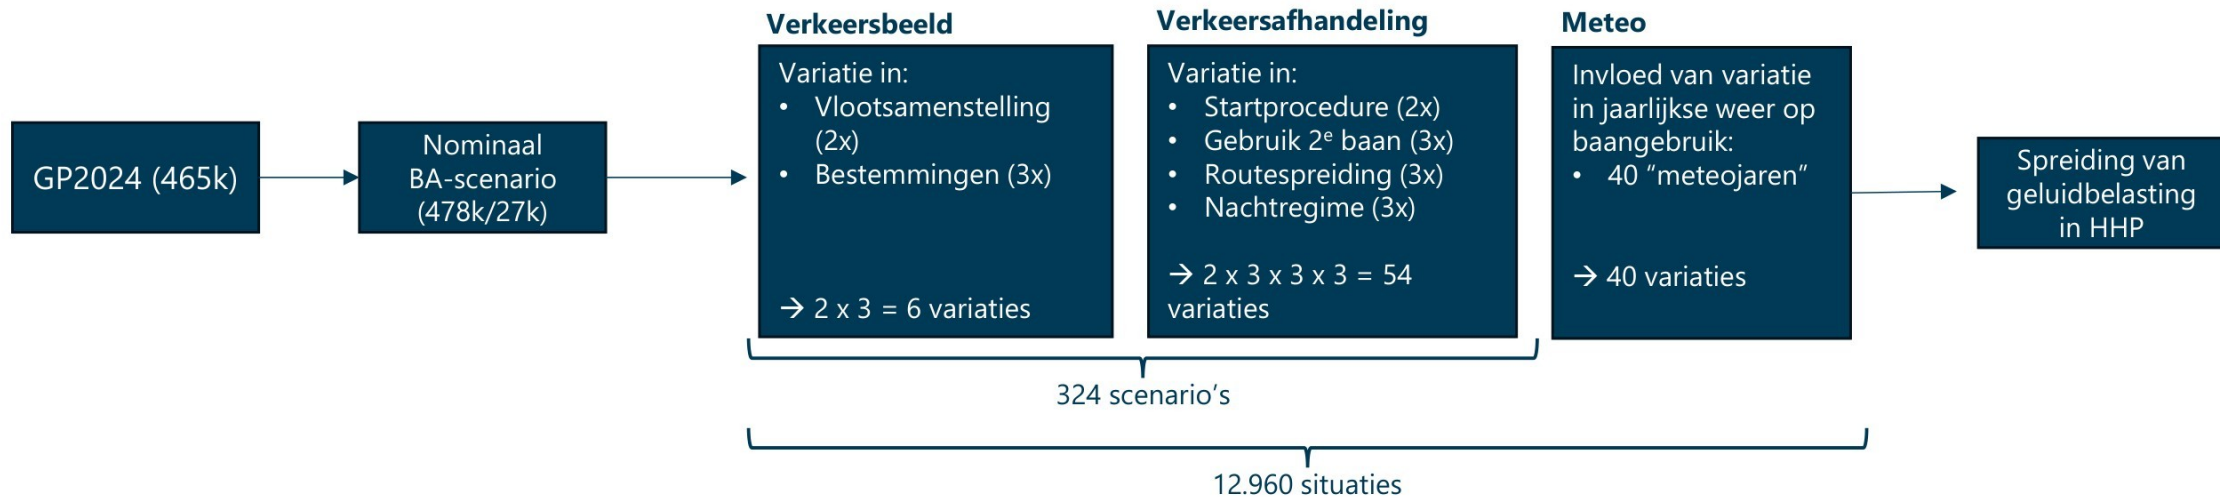 GP2024 (465k)
Nominaal
BA-scenario
(478k/27k)
Verkeersbeeld
Variatie in:
• Vlootsamenstelling
(2x)
• Bestemmingen (3x)
→ 2 x 3 = 6 variaties
Verkeersafhandeling
Variatie in:
• Startprocedure (2x)
• Gebruik 2ᵉ baan (3x)
• Routespreiding (3x)
• Nachtregime (3x)
→ 2 x 3 x 3 x 3 = 54
variaties
Meteo
Invloed van variatie
in jaarlijkse weer op
baangebruik:
• 40 “meteojaren”
→ 40 variaties
Spreiding van
geluidbelasting
in HHP
324 scenario’s
12.960 situaties